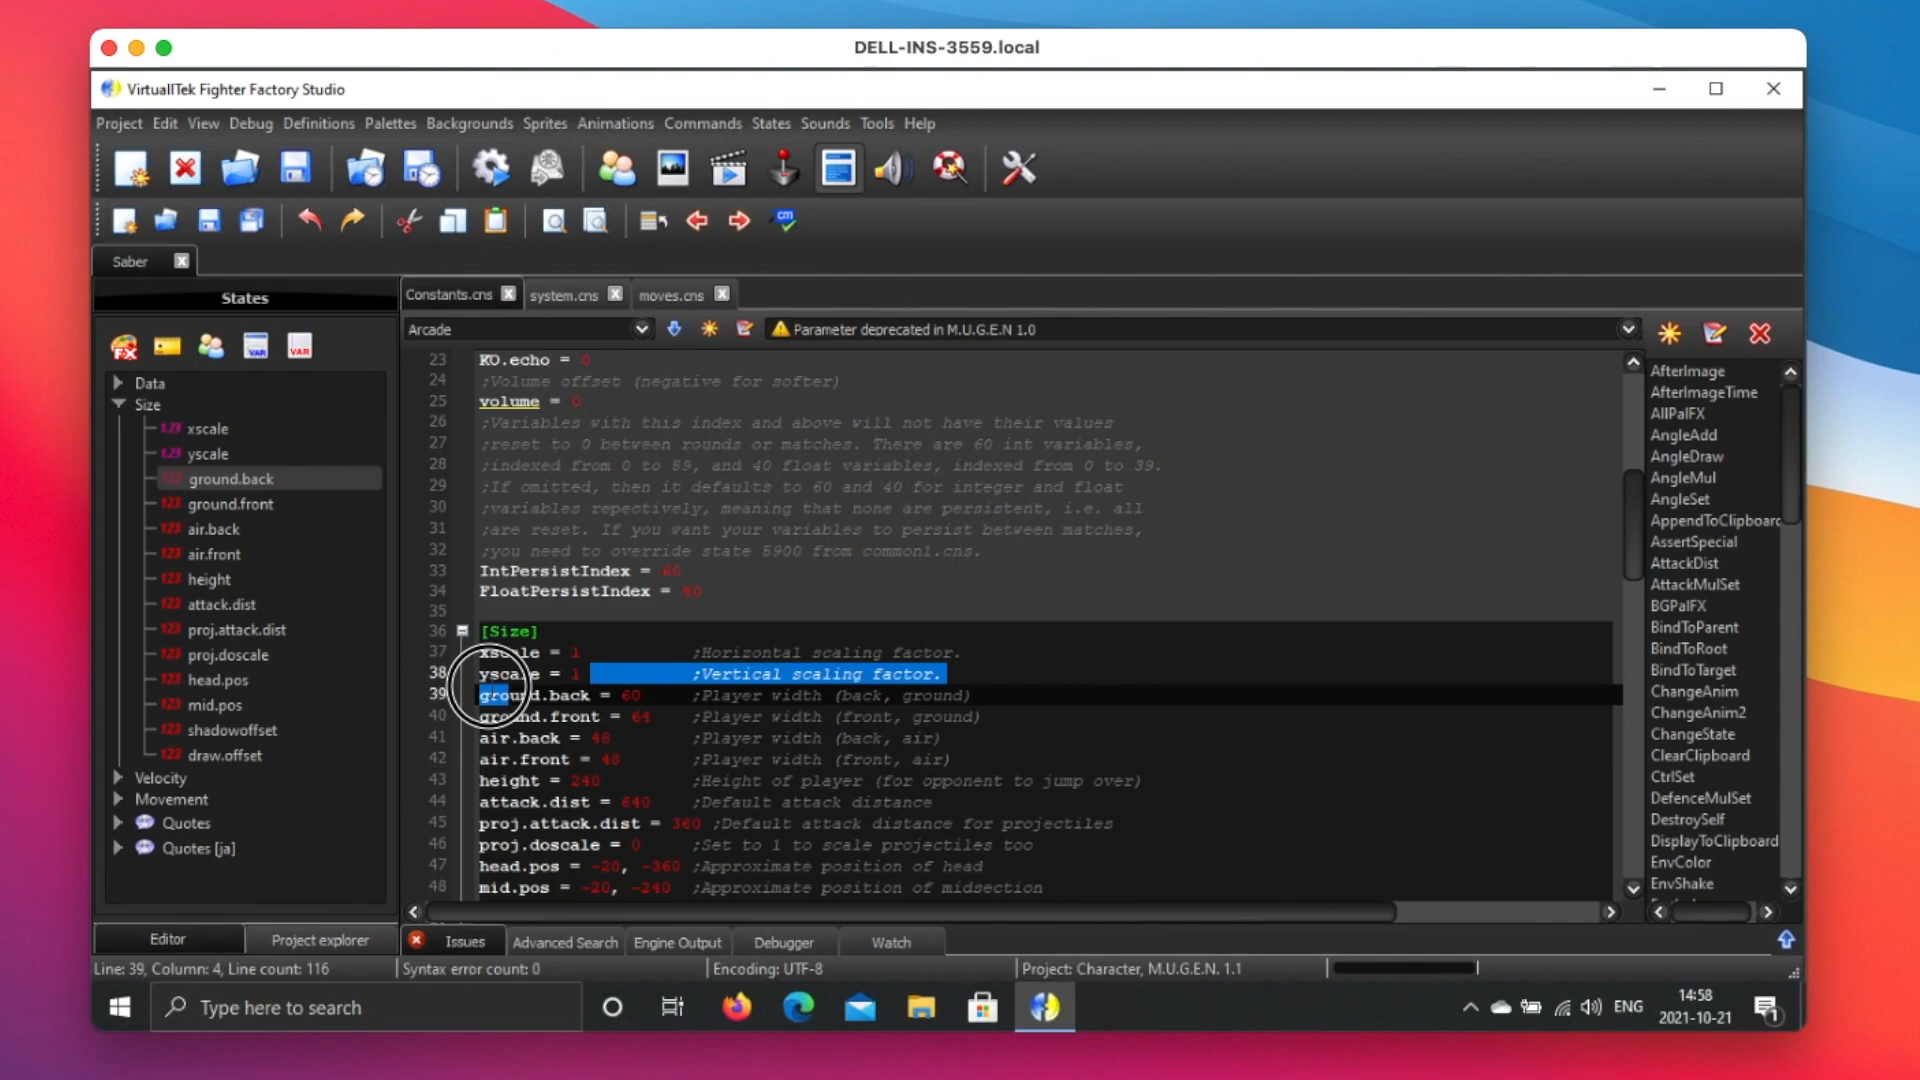 DELL-INS-3559.local
VirtuallTek Fighter Factory Studio
Project Edit View Debug Definitions Palettes Backgrounds Sprites Animations Commands States Sounds Tools Help
Saber
States
Constants.cns system.cns moves.cns
Arcade
Parameter deprecated in M.U.G.E.N 1.0
Data
Size
xscale
yscale
ground.back
ground.front
air.back
air.front
height
attack.dist
proj.attack.dist
proj.doscale
head.pos
mid.pos
shadowoffset
draw.offset
Velocity
Movement
Quotes
Quotes [ja]
23 KO.echo = 0
24 ;Volume offset (negative for softer)
25 volume = 0
26 ;Variables with this index and above will not have their values
27 ;reset to 0 between rounds or matches. There are 60 int variables,
28 ;indexed from 0 to 59, and 40 float variables, indexed from 0 to 39.
29 ;If omitted, then it defaults to 60 and 40 for integer and float
30 ;variables repectively, meaning that none are persistent, i.e. all
31 ;are reset. If you want your variables to persist between matches,
32 ;you need to override state 5900 from common1.cns.
33 IntPersistIndex = 60
34 FloatPersistIndex = 40
35
36 [Size]
37 xscale = 1 ;Horizontal scaling factor.
38 yscale = 1 ;Vertical scaling factor.
39 ground.back = 60 ;Player width (back, ground)
40 ground.front = 64 ;Player width (front, ground)
41 air.back = 48 ;Player width (back, air)
42 air.front = 48 ;Player width (front, air)
43 height = 240 ;Height of player (for opponent to jump over)
44 attack.dist = 640 ;Default attack distance
45 proj.attack.dist = 360 ;Default attack distance for projectiles
46 proj.doscale = 0 ;Set to 1 to scale projectiles too
47 head.pos = -20, -360 ;Approximate position of head
48 mid.pos = -20, -240 ;Approximate position of midsection
AfterImage
AfterImageTime
AllPalFX
AngleAdd
AngleDraw
AngleMul
AngleSet
AppendToClipboard
AssertSpecial
AttackDist
AttackMulSet
BGPalFX
BindToParent
BindToRoot
BindToTarget
ChangeAnim
ChangeAnim2
ChangeState
ClearClipboard
CtrlSet
DefenceMulSet
DestroySelf
DisplayToClipboard
EnvColor
EnvShake
Editor Project explorer
Issues Advanced Search Engine Output Debugger Watch
Line: 39, Column: 4, Line count: 116 Syntax error count: 0 Encoding: UTF-8 Project: Character, M.U.G.E.N. 1.1
Type here to search
ENG
14:58
2021-10-21
1